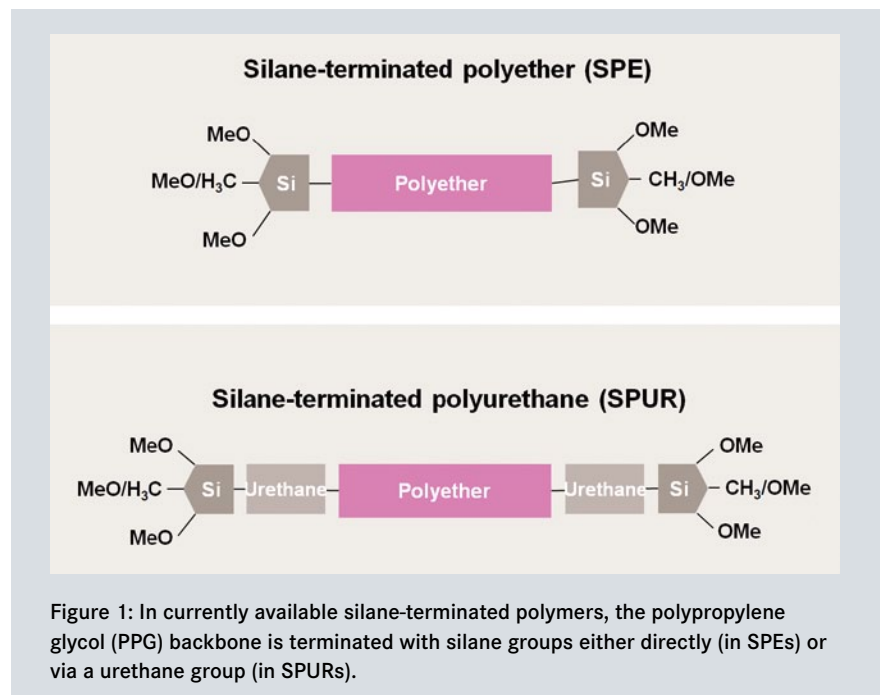 Silane-terminated polyether (SPE)
MeO OMe
MeO/H₃C Si Polyether Si CH₃/OMe
MeO OMe
Silane-terminated polyurethane (SPUR)
MeO OMe
MeO/H₃C Si Urethane Polyether Urethane Si CH₃/OMe
MeO OMe
Figure 1: In currently available silane-terminated polymers, the polypropylene
glycol (PPG) backbone is terminated with silane groups either directly (in SPEs) or
via a urethane group (in SPURs).